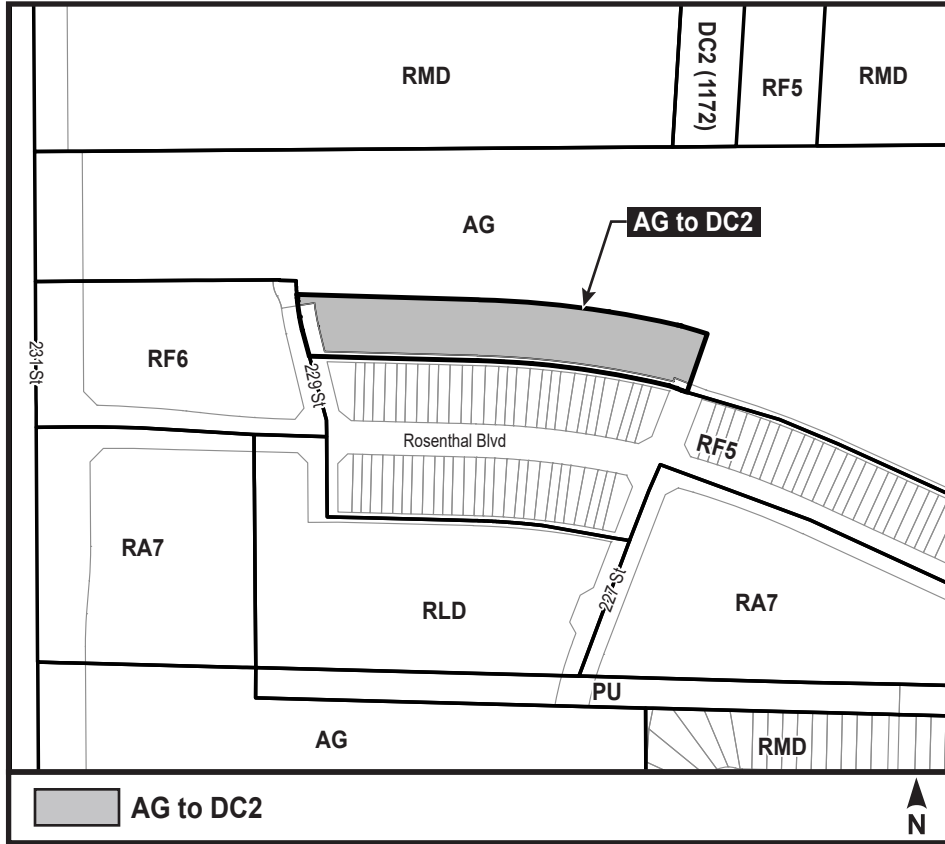 RMD
DC2 (1172)
RF5
RMD
AG
AG to DC2
231 St
RF6
229 St
Rosenthal Blvd
RF5
RA7
RLD
227 St
RA7
PU
AG
RMD
AG to DC2
N